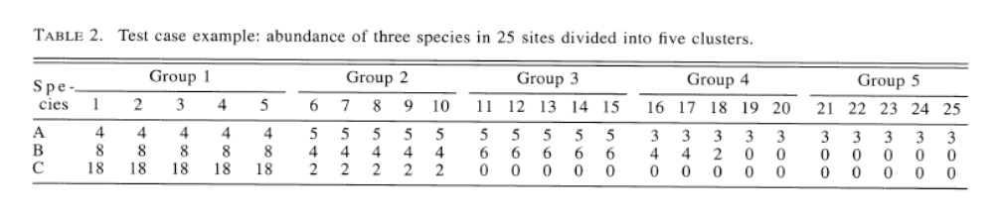 TABLE 2. Test case example: abundance of three species in 25 sites divided into five clusters.
Spe- Group 1 Group 2 Group 3 Group 4 Group 5
cies 1 2 3 4 5 6 7 8 9 10 11 12 13 14 15 16 17 18 19 20 21 22 23 24 25
A 4 4 4 4 4 5 5 5 5 5 5 5 5 5 5 3 3 3 3 3 3 3 3 3 3
B 8 8 8 8 8 4 4 4 4 4 6 6 6 6 6 4 4 2 0 0 0 0 0 0 0
C 18 18 18 18 18 2 2 2 2 2 0 0 0 0 0 0 0 0 0 0 0 0 0 0 0